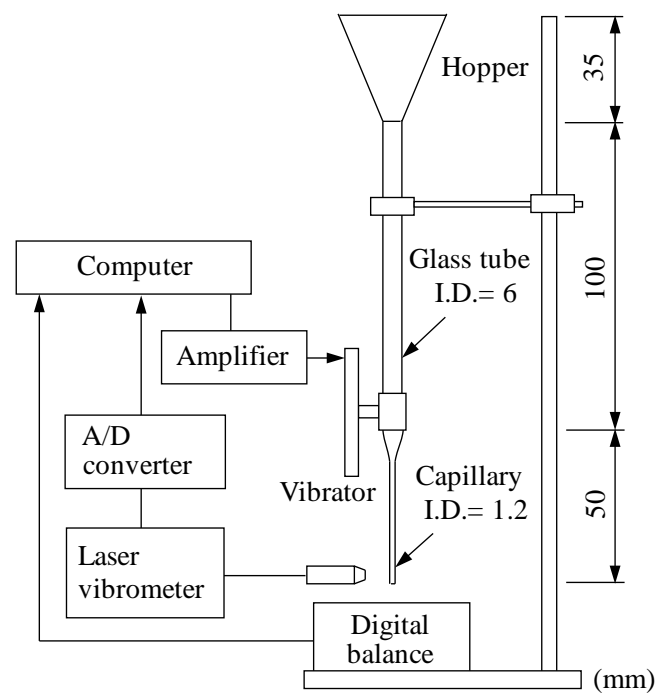 Hopper
35
Computer
Glass tube
I.D.= 6
100
Amplifier
A/D
converter
Vibrator
Capillary
I.D.= 1.2
50
Laser
vibrometer
Digital
balance
(mm)